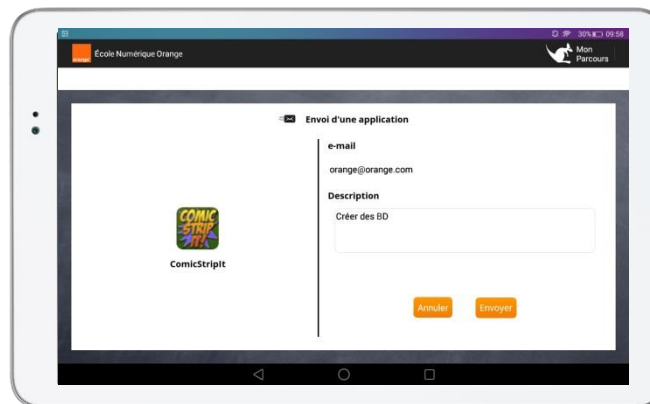 30% 09:58
orange
École Numérique Orange
Mon
Parcours
Envoi d'une application
e-mail
orange@orange.com
Description
Créer des BD
COMIC
STRIP
IT!
ComicStripIt
Annuler
Envoyer